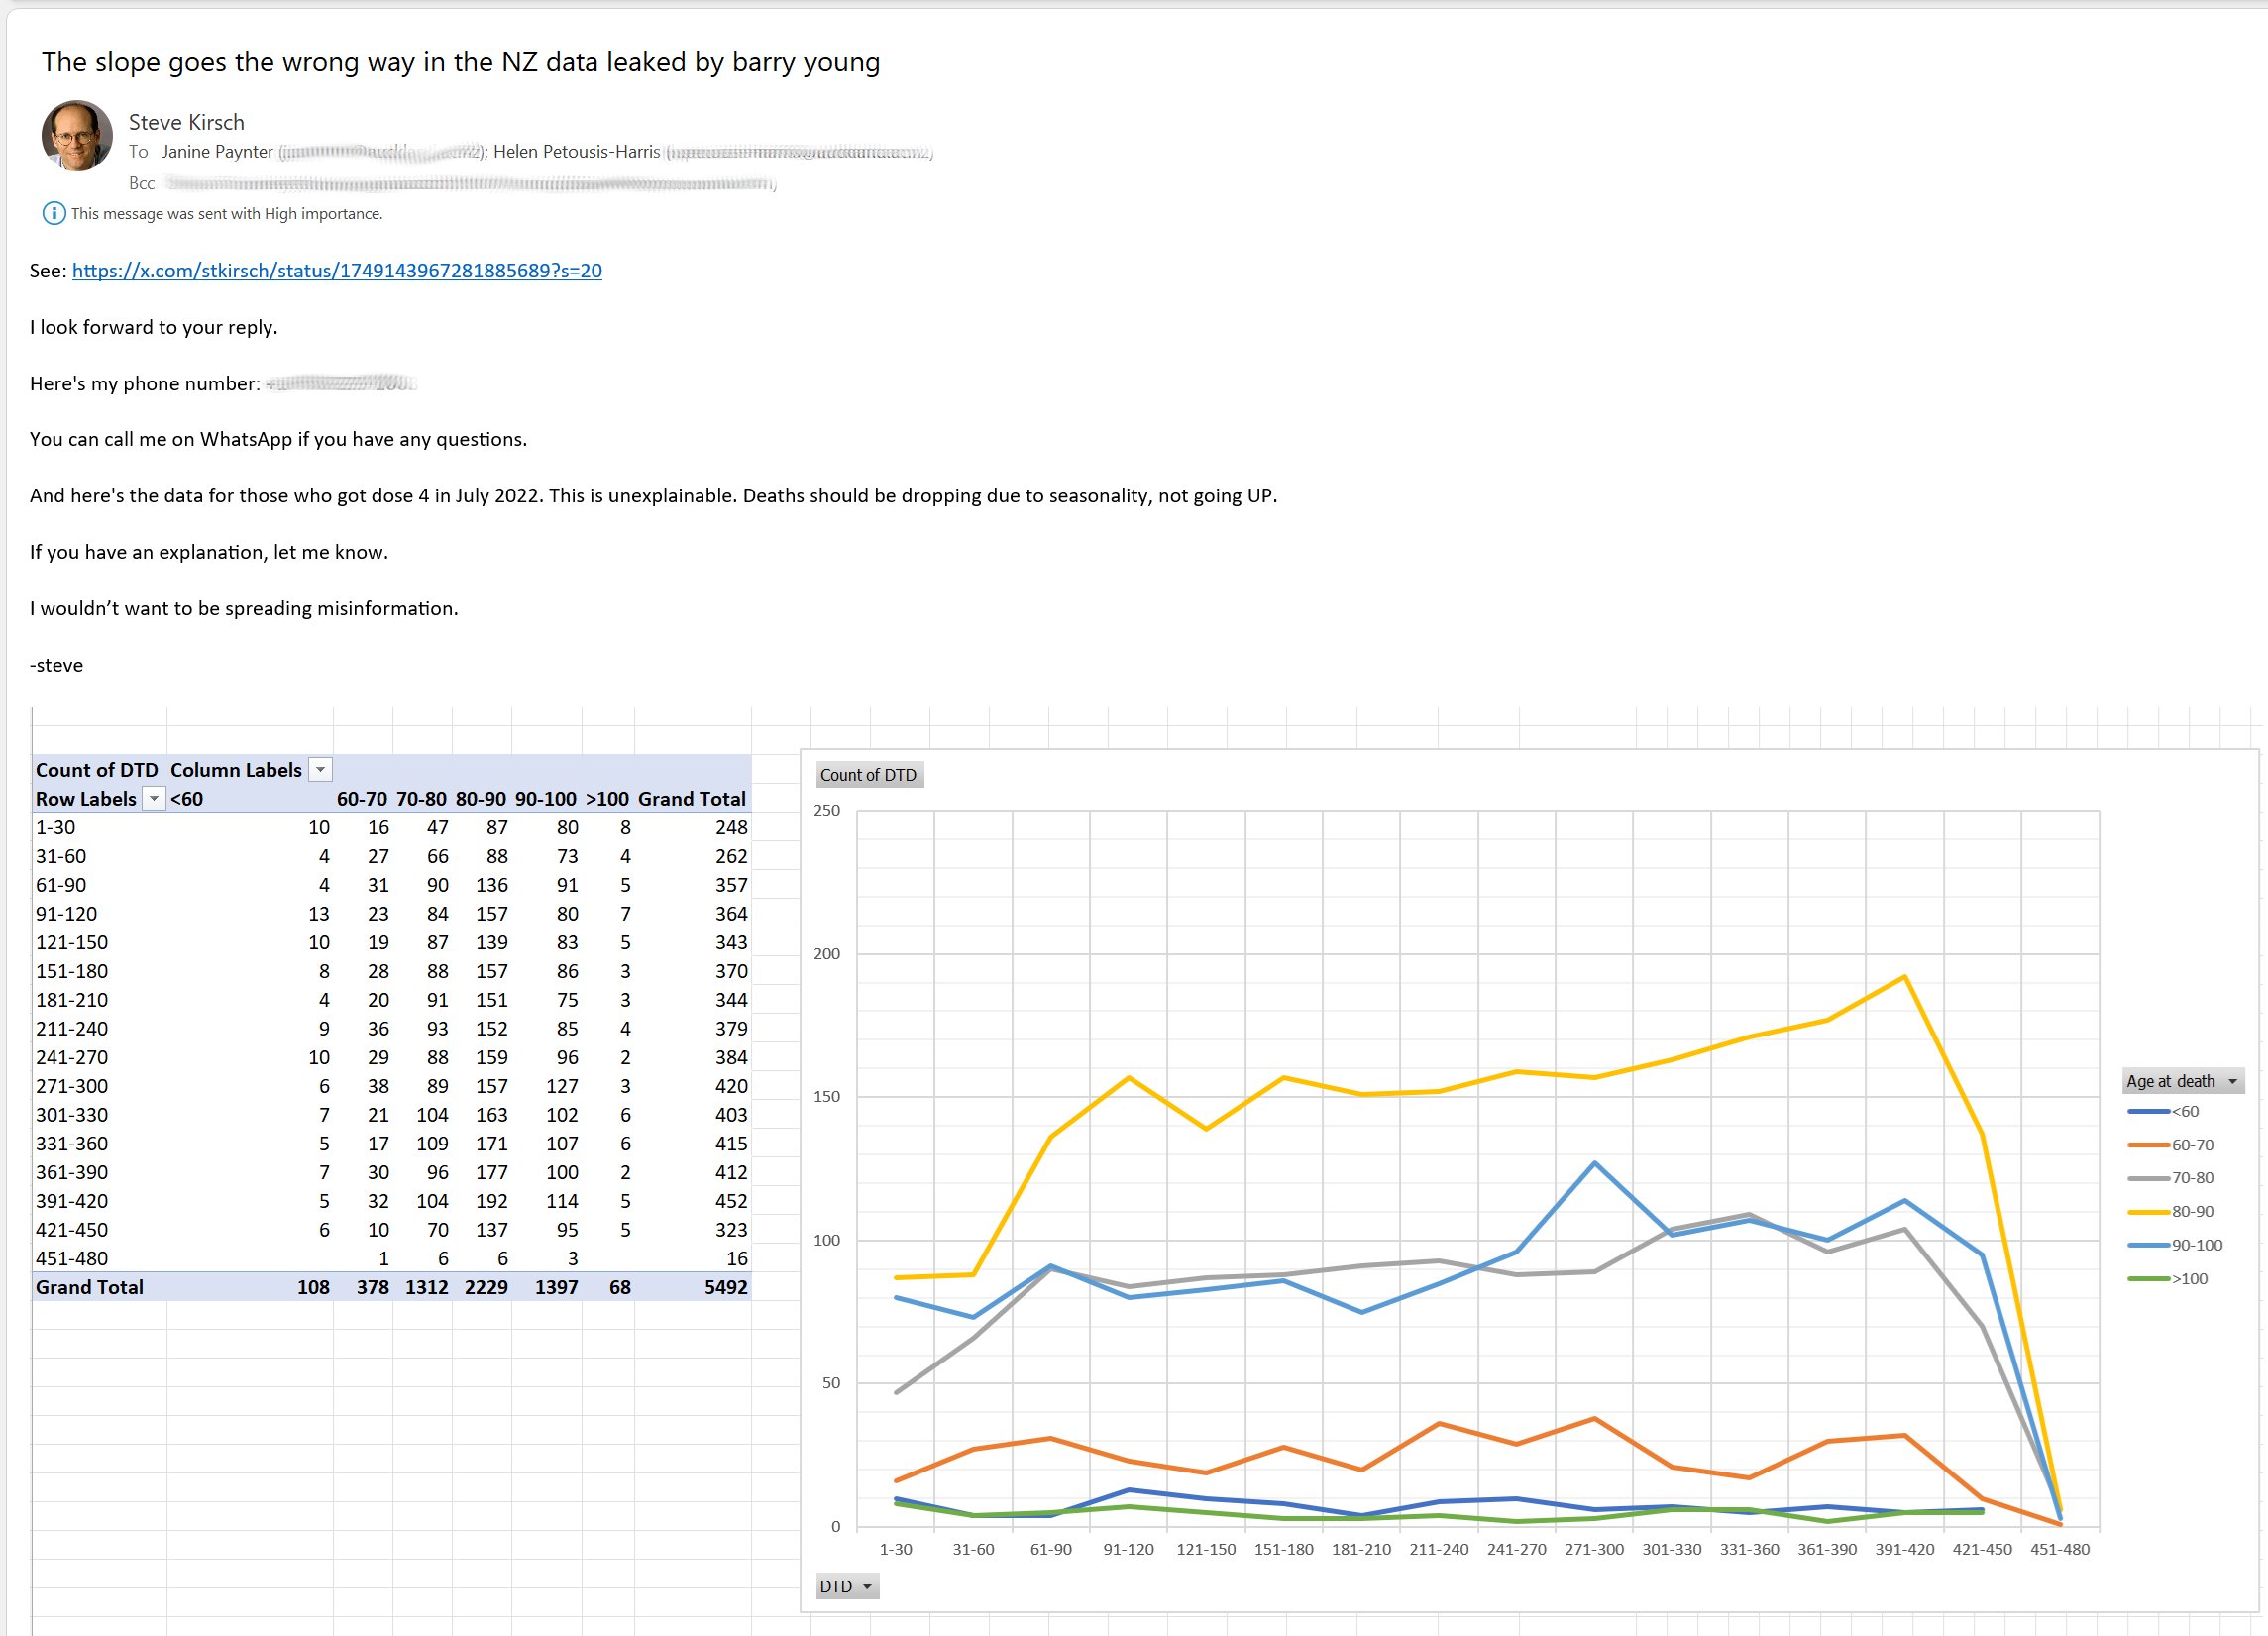 The slope goes the wrong way in the NZ data leaked by barry young
Steve Kirsch
To Janine Paynter ( ); Helen Petousis-Harris ( )
Bcc
This message was sent with High importance.
See: https://x.com/stkirsch/status/1749143967281885689?s=20
I look forward to your reply.
Here's my phone number:
You can call me on WhatsApp if you have any questions.
And here's the data for those who got dose 4 in July 2022. This is unexplainable. Deaths should be dropping due to seasonality, not going UP.
If you have an explanation, let me know.
I wouldn’t want to be spreading misinformation.
-steve
Count of DTD Column Labels
Row Labels <60 60-70 70-80 80-90 90-100 >100 Grand Total
1-30 10 16 47 87 80 8 248
31-60 4 27 66 88 73 4 262
61-90 4 31 90 136 91 5 357
91-120 13 23 84 157 80 7 364
121-150 10 19 87 139 83 5 343
151-180 8 28 88 157 86 3 370
181-210 4 20 91 151 75 3 344
211-240 9 36 93 152 85 4 379
241-270 10 29 88 159 96 2 384
271-300 6 38 89 157 127 3 420
301-330 7 21 104 163 102 6 403
331-360 5 17 109 171 107 6 415
361-390 7 30 96 177 100 2 412
391-420 5 32 104 192 114 5 452
421-450 6 10 70 137 95 5 323
451-480 1 6 6 3 16
Grand Total 108 378 1312 2229 1397 68 5492
Count of DTD
250
200
150
100
50
0
1-30 31-60 61-90 91-120 121-150 151-180 181-210 211-240 241-270 271-300 301-330 331-360 361-390 391-420 421-450 451-480
DTD
Age at death
<60
60-70
70-80
80-90
90-100
>100